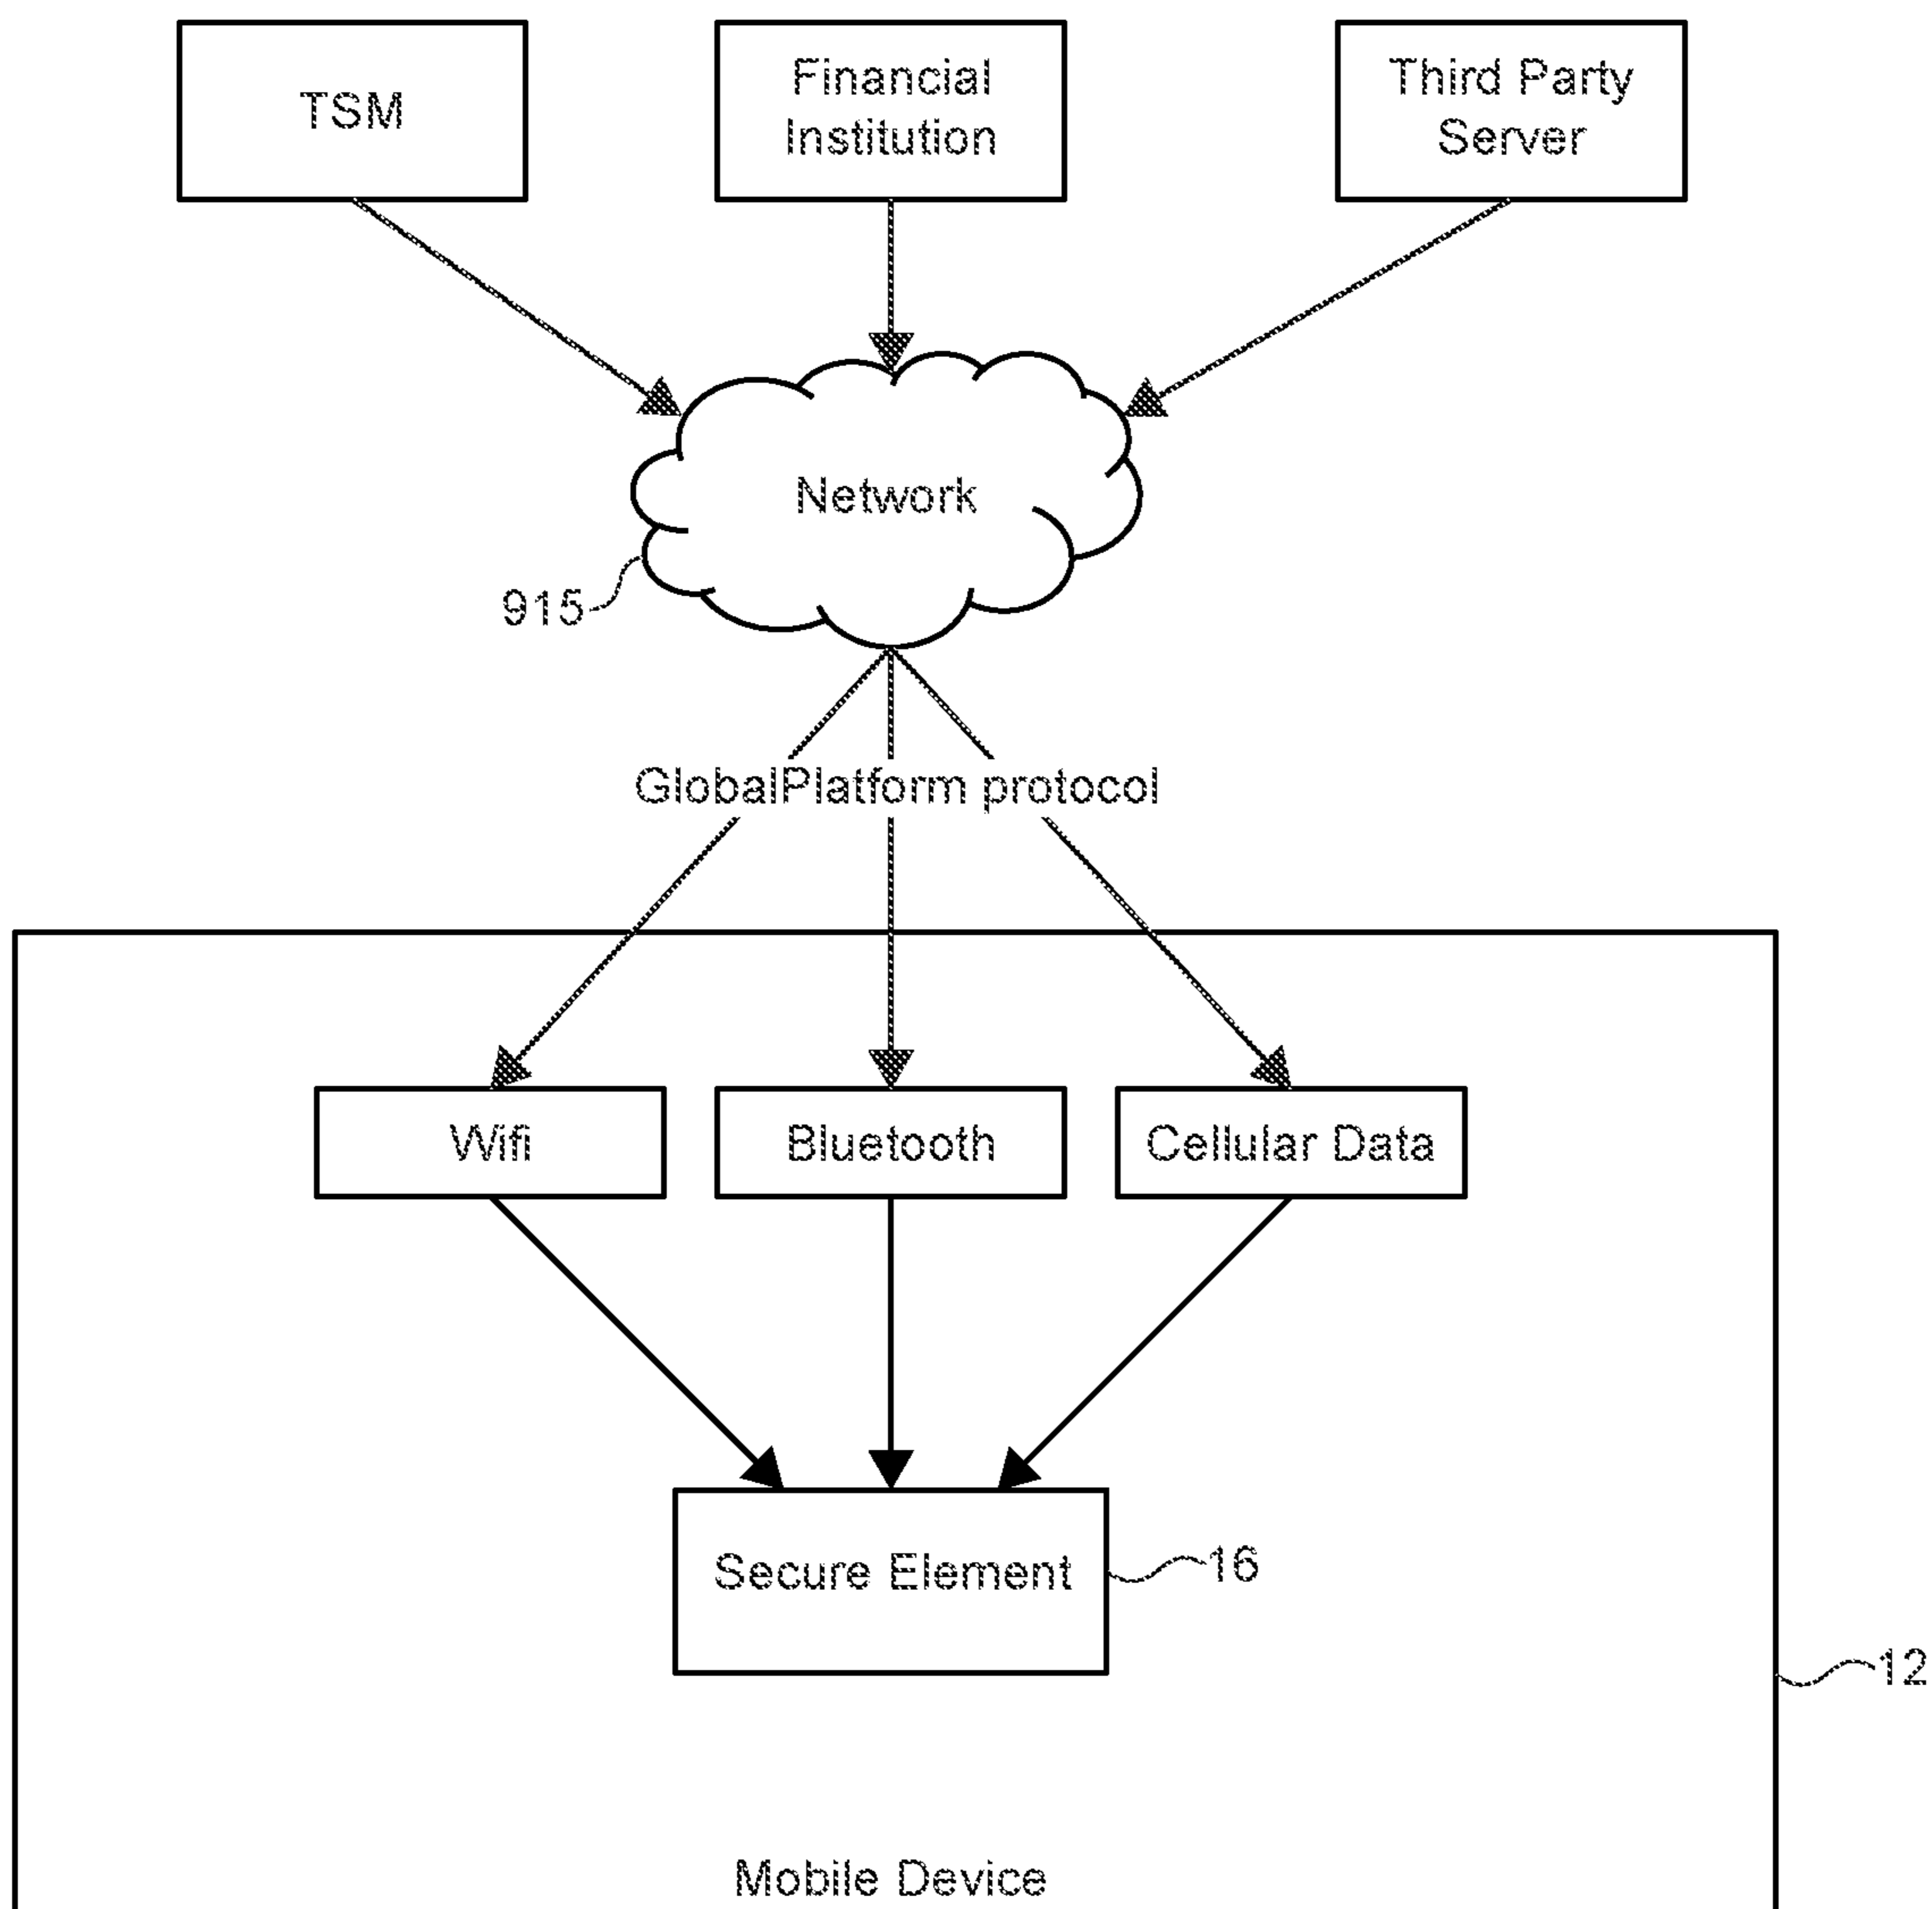 TSM
Financial
Institution
Third Party
Server
Network
915
GlobalPlatform protocol
Wifi
Bluetooth
Cellular Data
Secure Element
16
12
Mobile Device